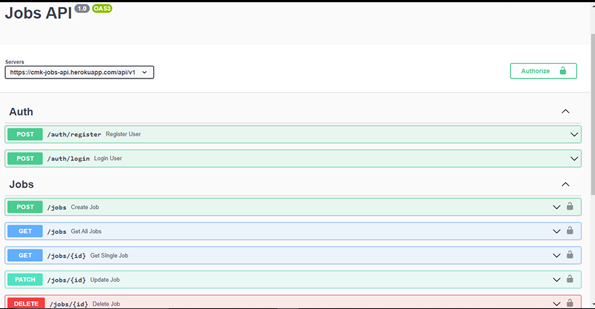 Jobs API 1.0 OAS3
Servers
https://cmk-jobs-api.herokuapp.com/api/v1
Authorize
Auth
POST /auth/register Register User
POST /auth/login Login User
Jobs
POST /jobs Create Job
GET /jobs Get All Jobs
GET /jobs/{id} Get Single Job
PATCH /jobs/{id} Update Job
DELETE /jobs/{id} Delete Job